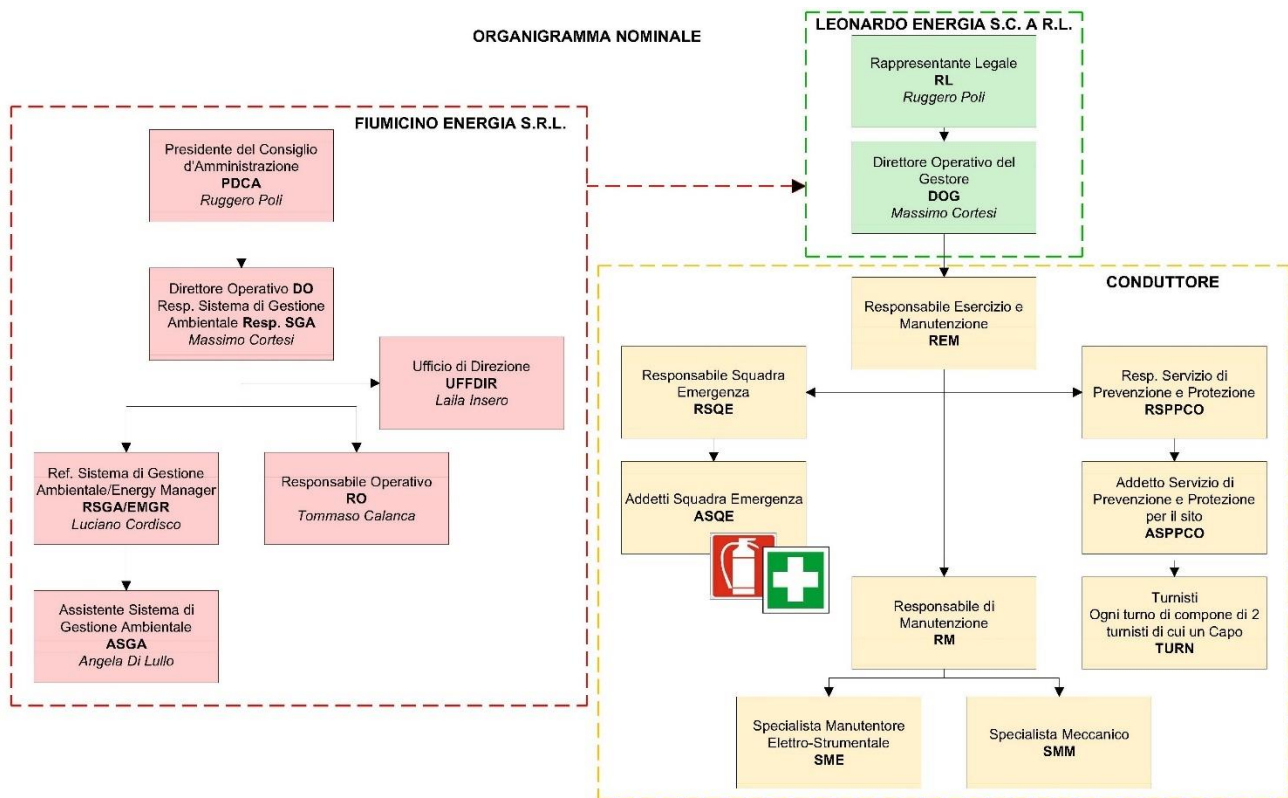 ORGANIGRAMMA NOMINALE
LEONARDO ENERGIA S.C. A R.L.
Rappresentante Legale
RL
Ruggero Poli
Direttore Operativo del
Gestore
DOG
Massimo Cortesi
FIUMICINO ENERGIA S.R.L.
Presidente del Consiglio
d'Amministrazione
PDCA
Ruggero Poli
Direttore Operativo DO
Resp. Sistema di Gestione
Ambientale Resp. SGA
Massimo Cortesi
Ufficio di Direzione
UFFDIR
Laila Insero
Ref. Sistema di Gestione
Ambientale/Energy Manager
RSGA/EMGR
Luciano Cordisco
Responsabile Operativo
RO
Tommaso Calanca
Assistente Sistema di
Gestione Ambientale
ASGA
Angela Di Lullo
CONDUTTORE
Responsabile Esercizio e
Manutenzione
REM
Responsabile Squadra
Emergenza
RSQE
Resp. Servizio di
Prevenzione e Protezione
RSPPCO
Addetti Squadra Emergenza
ASQE
Addetto Servizio di
Prevenzione e Protezione
per il sito
ASPPCO
Responsabile di
Manutenzione
RM
Turnisti
Ogni turno di compone di 2
turnisti di cui un Capo
TURN
Specialista Manutentore
Elettro-Strumentale
SME
Specialista Meccanico
SMM